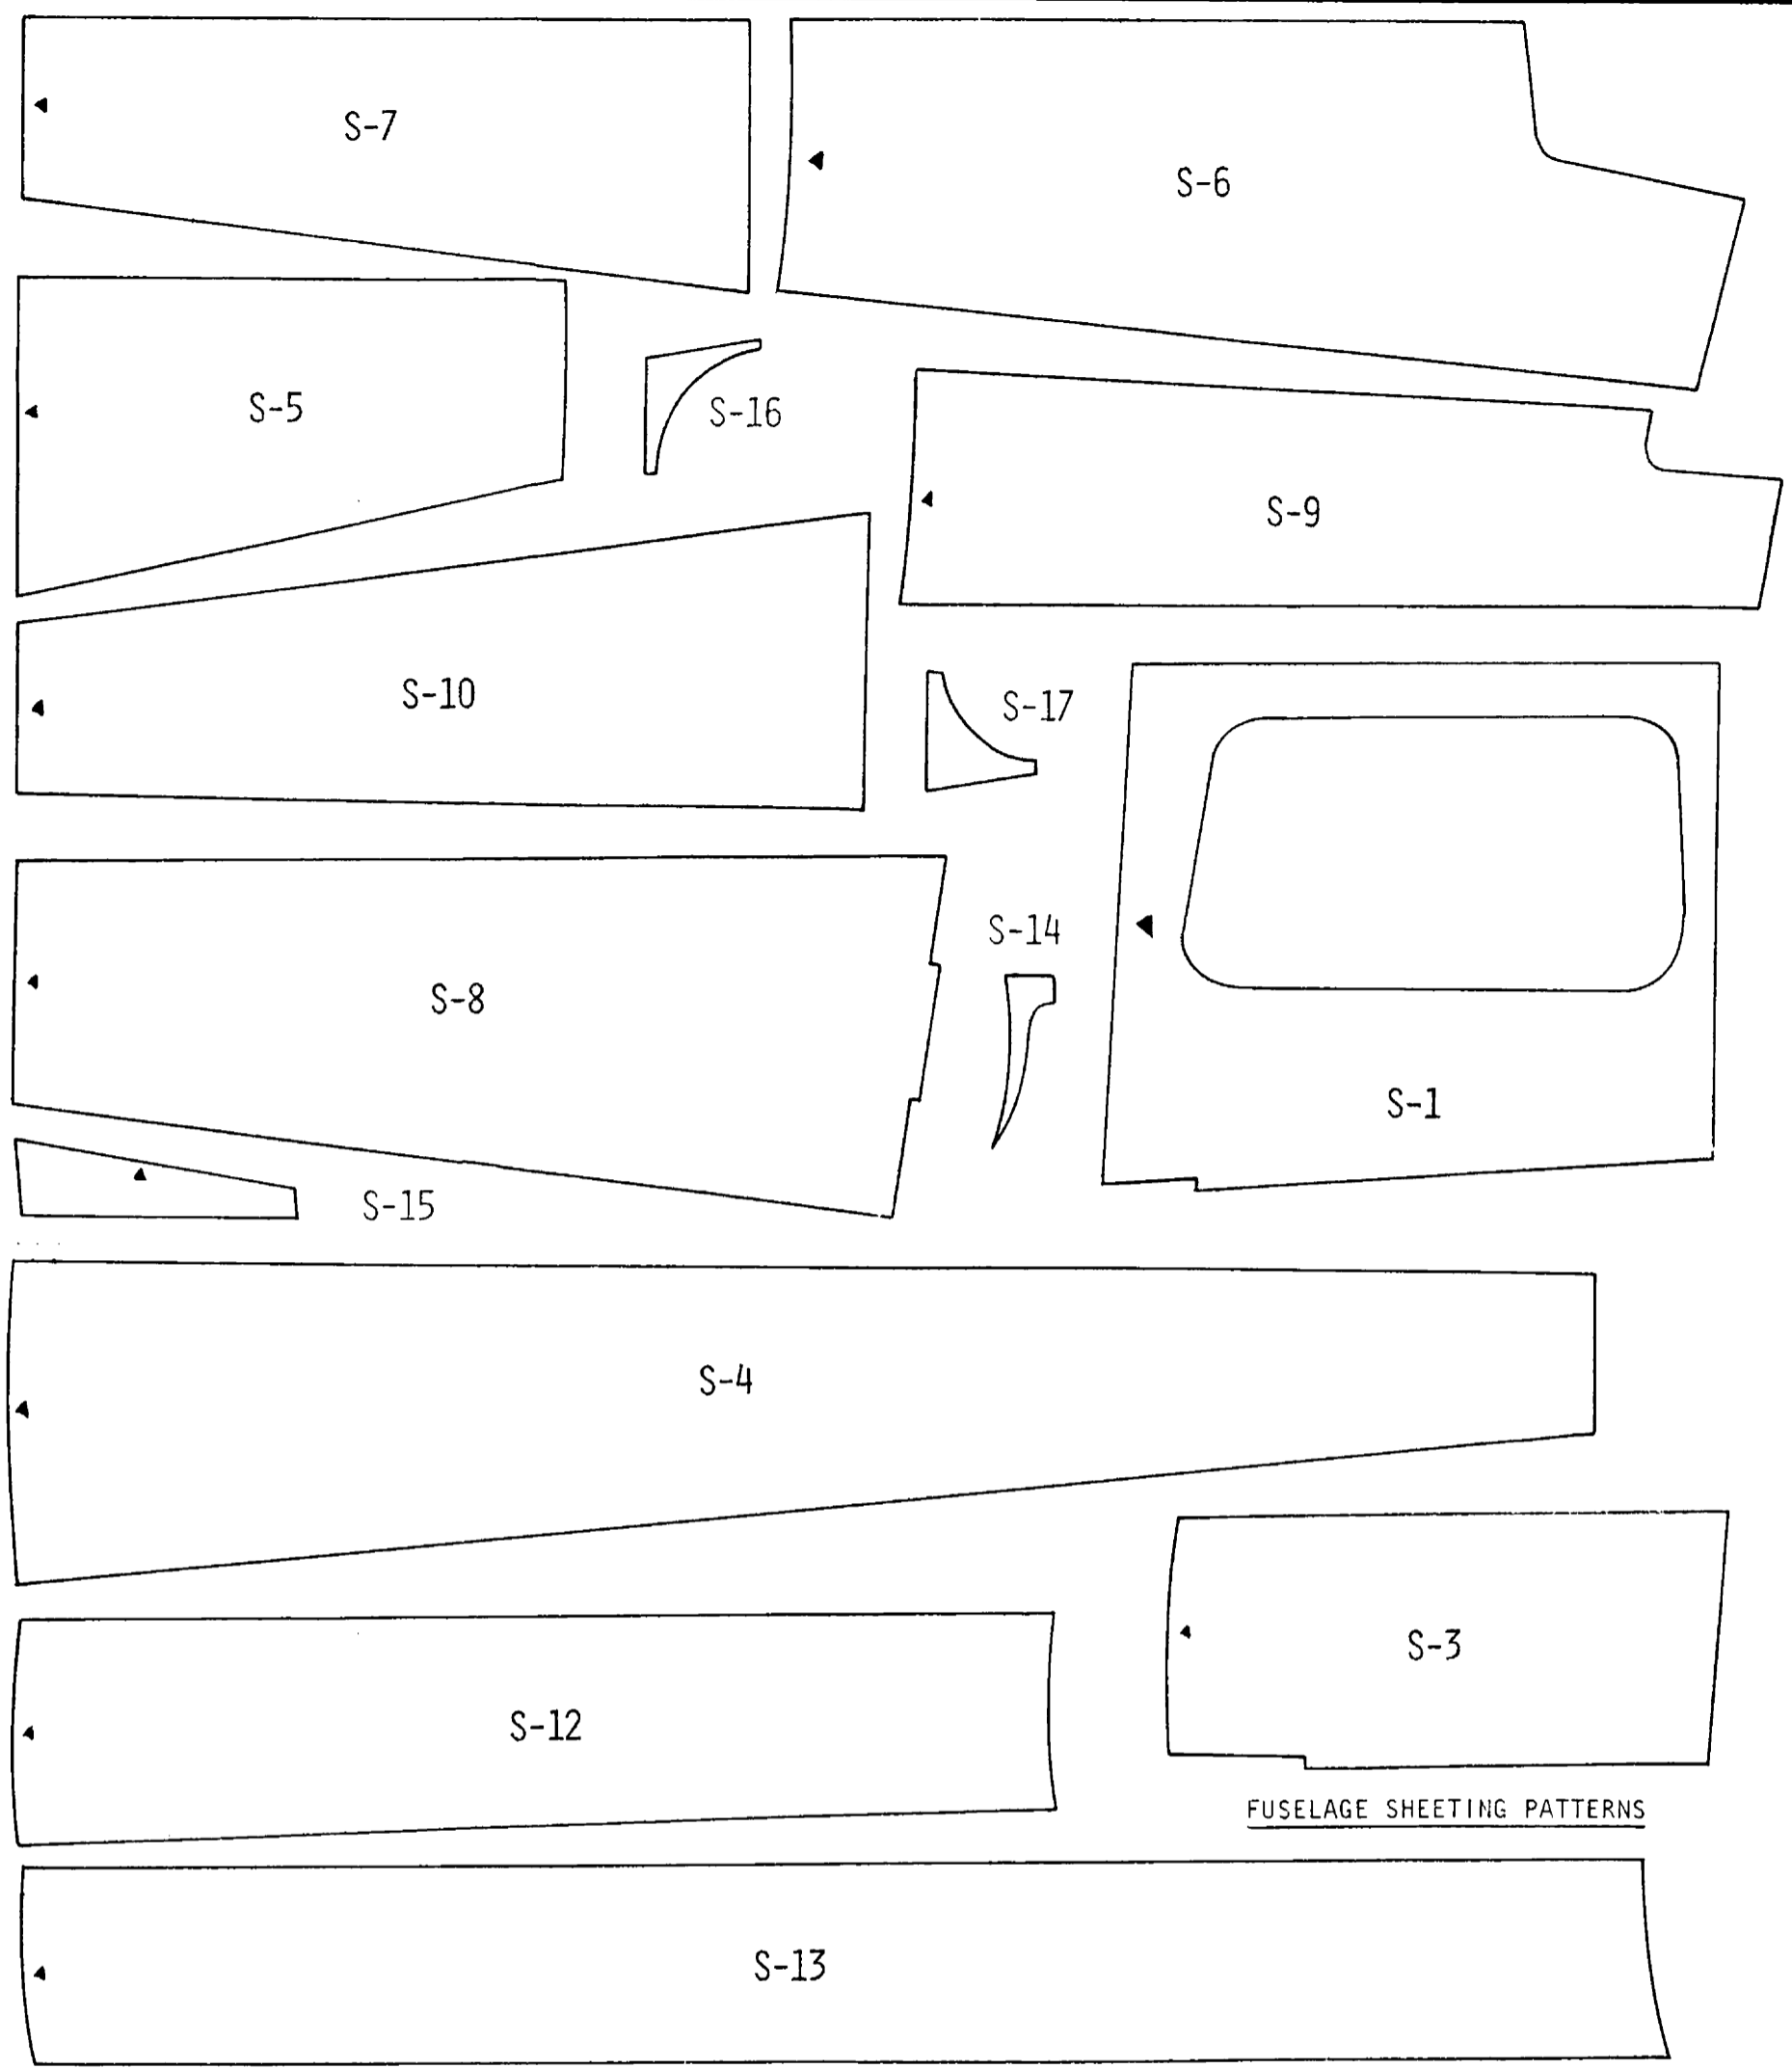 S-7
S-6
S-5
S-16
S-9
S-10
S-17
S-8
S-14
S-1
S-15
S-4
S-3
S-12
FUSELAGE SHEETING PATTERNS
S-13